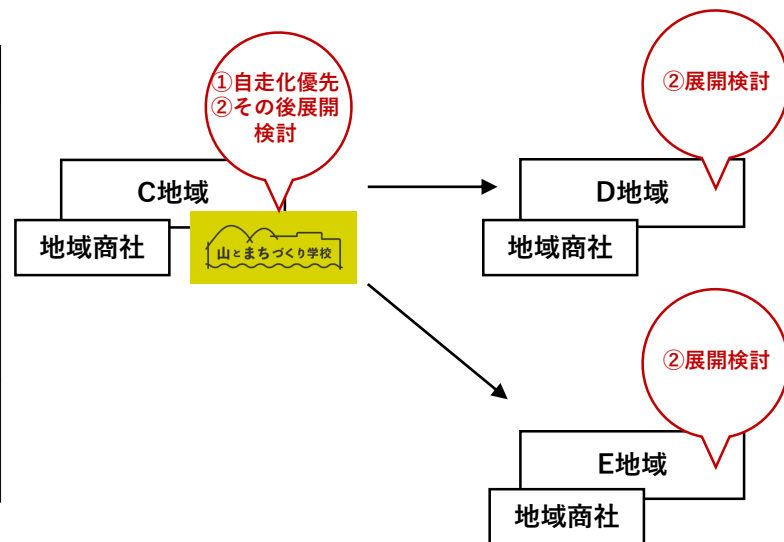 ①自走化優先
②その後展開
検討
C地域
地域商社
山とまちづくり学校
②展開検討
D地域
地域商社
②展開検討
E地域
地域商社